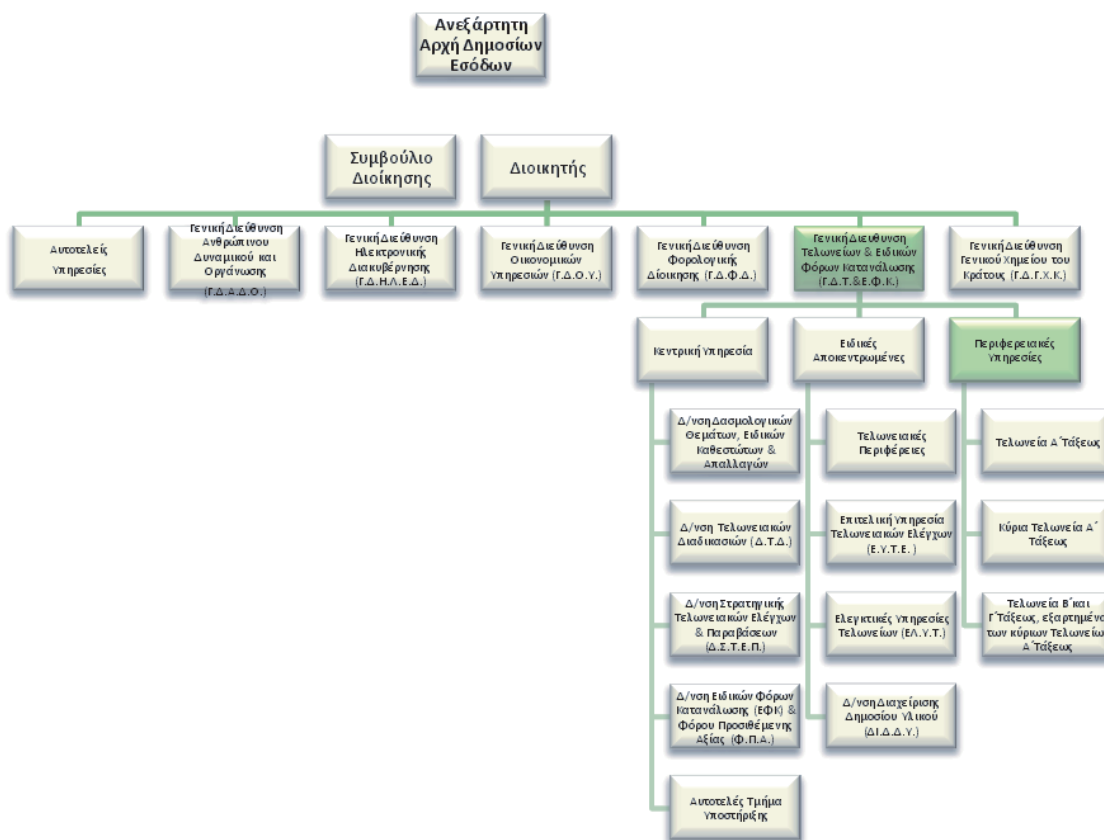 Ανεξάρτητη
Αρχή Δημοσίων
Εσόδων
Συμβούλιο
Διοίκησης
Διοικητής
Αυτοτελείς
Υπηρεσίες
Γενική Διεύθυνση
Ανθρώπινου
Δυναμικού και
Οργάνωσης
(Γ.Δ.Α.Δ.Ο.)
Γενική Διεύθυνση
Ηλεκτρονικής
Διακυβέρνησης
(Γ.Δ.Η.Λ.Ε.Δ.)
Γενική Διεύθυνση
Οικονομικών
Υπηρεσιών (Γ.Δ.Ο.Υ.)
Γενική Διεύθυνση
Φορολογικής
Δίοικησης (Γ.Δ.Φ.Δ.)
Γενική Διευθυνση
Τελωνείων & Ειδικών
Φόρων Κατανάλωσης
(Γ.Δ.Τ.&Ε.Φ.Κ.)
Γενική Διεύθυνση
Γενικού Χημείου του
Κράτους (Γ.Δ.Γ.Χ.Κ.)
Κεντρική Υπηρεσία
Ειδικές
Αποκεντρωμένες
Περιφερειακές
Υπηρεσίες
Δ/νση Δασμολογικών
Θεμάτων, Ειδικών
Καθεστώτων &
Απαλλαγών
Τελωνειακές
Περιφέρειες
Τελωνεία Α΄Τάξεως
Δ/νση Τελωνειακών
Διαδικασιών (Δ.Τ.Δ.)
Επιτελική Υπηρεσία
Τελωνειακών Ελέγχων
(Ε.Υ.Τ.Ε. )
Κύρια Τελωνεία Α΄
Τάξεως
Δ/νση Στρατηγικής
Τελωνειακών Ελέγχων
& Παραβάσεων
(Δ.Σ.Τ.Ε.Π.)
Ελεγκτικές Υπηρεσίες
Τελωνείων (ΕΛ.Υ.Τ.)
Τελωνεία Β΄και
Γ΄Τάξεως, εξαρτημένα
των κύριων Τελωνείων
Α΄Τάξεως
Δ/νση Ειδικών Φόρων
Κατανάλωσης (ΕΦΚ) &
Φόρου Προσιθέμενης
Αξίας (Φ.Π.Α.)
Δ/νση Διαχείρισης
Δημοσίου Υλικού
(ΔΙ.Δ.Δ.Υ.)
Αυτοτελές Τμήμα
Υποστήριξης